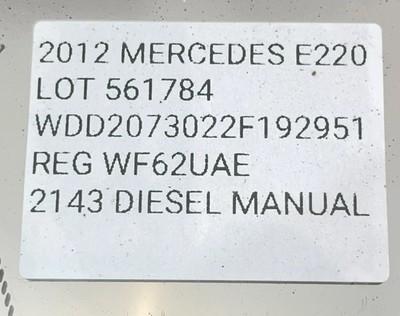 2012 MERCEDES E220
LOT 561784
WDD2073022F192951
REG WF62UAE
2143 DIESEL MANUAL